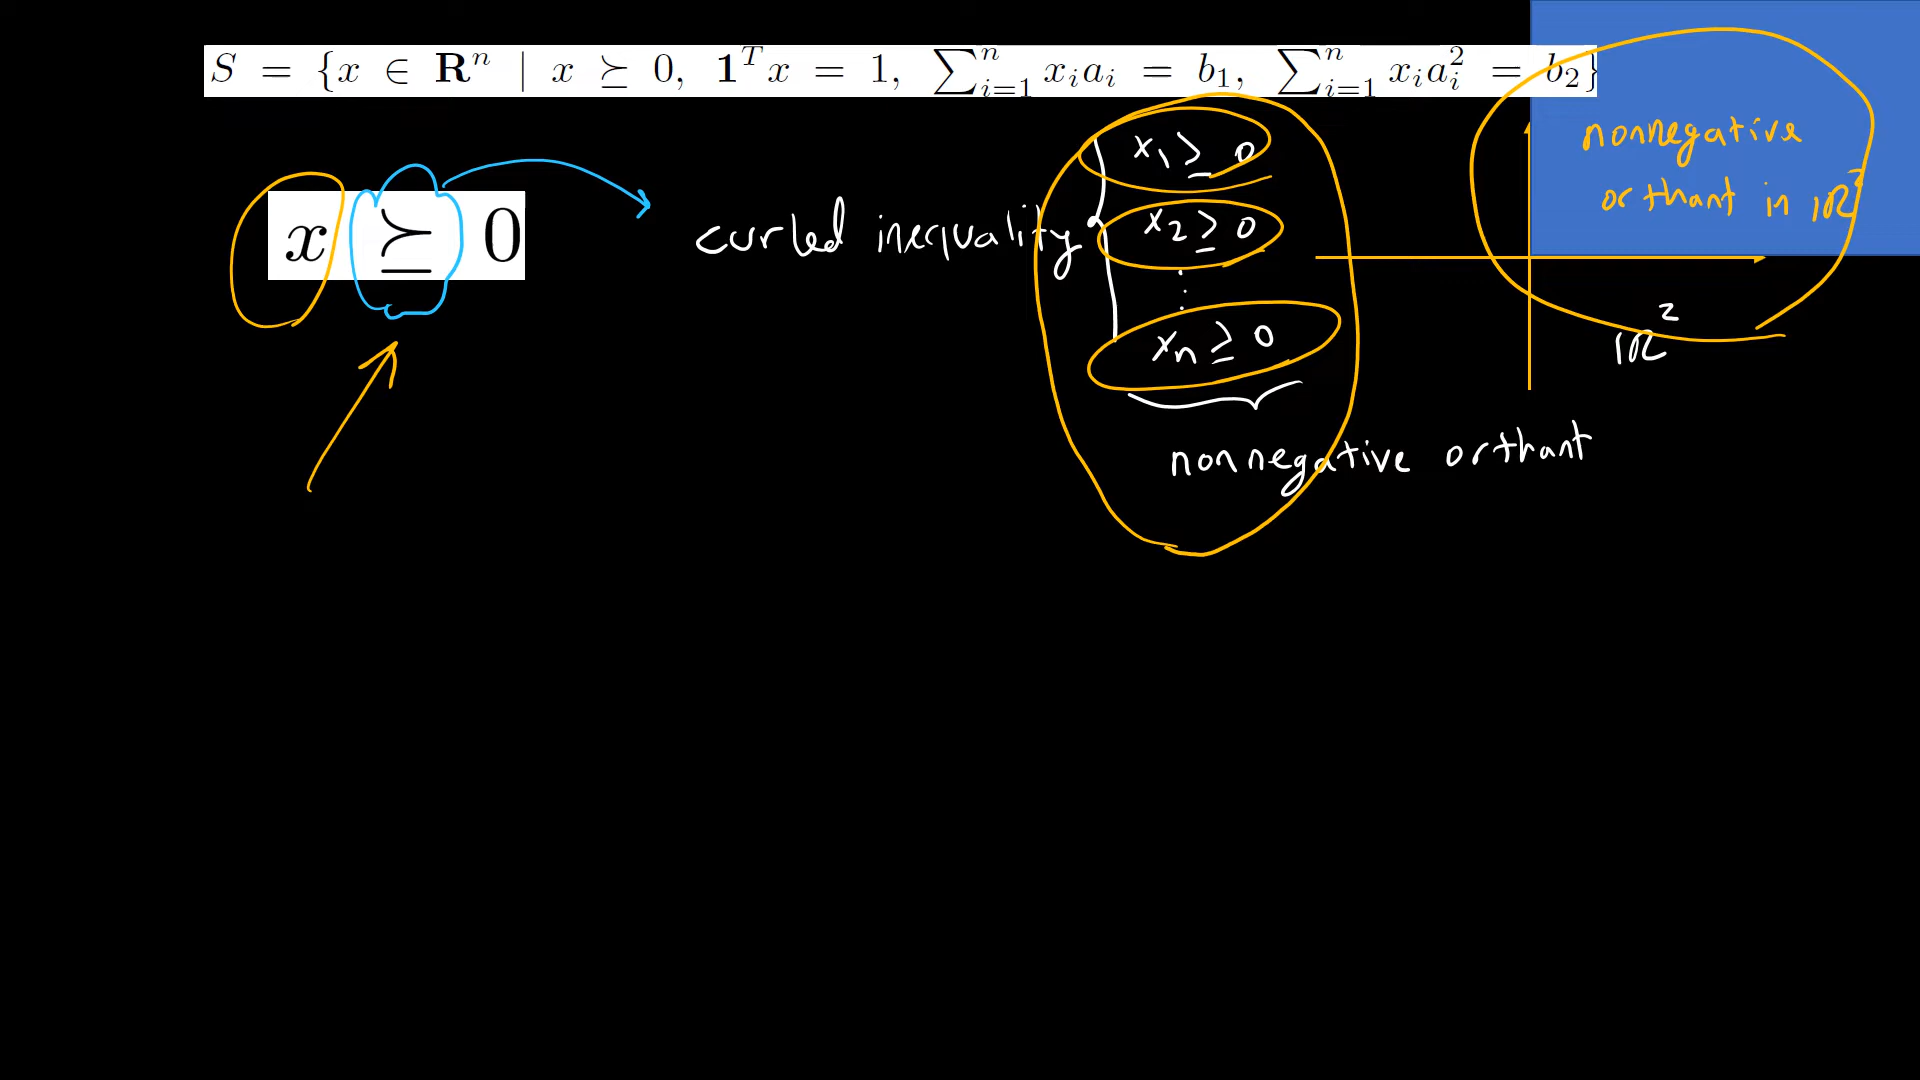 S = {x ∈ Rⁿ | x ⪰ 0, 1ᵀx = 1, ∑ⁿᵢ₌₁ xᵢaᵢ = b₁, ∑ⁿᵢ₌₁ xᵢaᵢ² = b₂}
nonnegative
orthant in ℝ²
x ⪰ 0
curled inequality
x₁ ≥ 0
x₂ ≥ 0
⋮
xₙ ≥ 0
ℝ²
nonnegative orthant